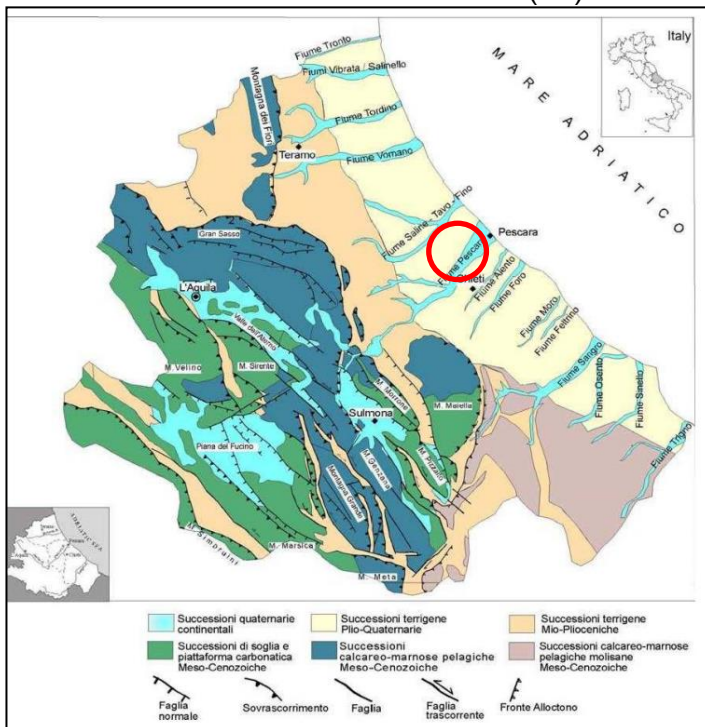 Italy
MARE ADRIATICO
Fiume Tronto
Fiumi Vibrata / Salinello
Montagna dei Fiori
Fiume Tordino
Teramo
Fiume Vomano
Gran Sasso
Fiume Saline - Tavo - Fino
Pescara
Fiume Pescara
Chieti
Fiume Alento
Fiume Foro
L'Aquila
Valle dell'Aterno
Fiume Moro
Fiume Feltrino
M. Velino
M. Sirente
M. Morrone
M. Maiella
Fiume Sangro
Fiume Osento
Fiume Sinello
Sulmona
Piana del Fucino
M. Genzana
M. Pizzalto
Fiume Trigno
Montagna Grande
M. Simbruini
M. Marsica
M. Meta
ADRIATIC SEA
Successioni quaternarie
continentali
Successioni terrigene
Plio-Quaternarie
Successioni terrigene
Mio-Plioceniche
Successioni di soglia e
piattaforma carbonatica
Meso-Cenozoiche
Successioni
calcareo-marnose pelagiche
Meso-Cenozoiche
Successioni calcareo-marnose
pelagiche molisane
Meso-Cenozoiche
Faglia
normale
Sovrascorrimento
Faglia
Faglia
trascorrente
Fronte Alloctono